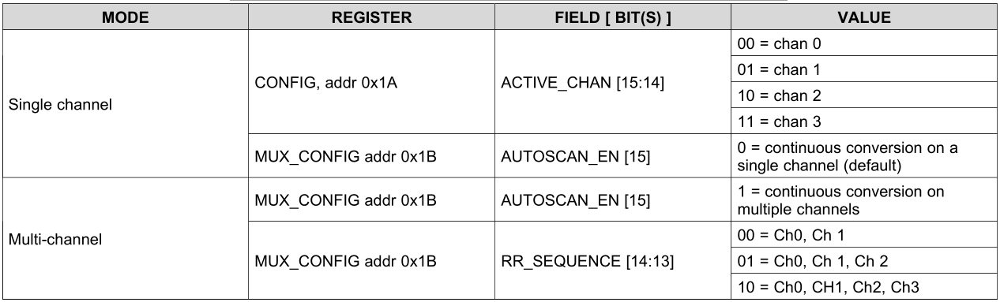 MODE REGISTER FIELD [ BIT(S) ] VALUE
Single channel
CONFIG, addr 0x1A
ACTIVE_CHAN [15:14]
00 = chan 0
01 = chan 1
10 = chan 2
11 = chan 3
MUX_CONFIG addr 0x1B
AUTOSCAN_EN [15]
0 = continuous conversion on a
single channel (default)
Multi-channel
MUX_CONFIG addr 0x1B
AUTOSCAN_EN [15]
1 = continuous conversion on
multiple channels
MUX_CONFIG addr 0x1B
RR_SEQUENCE [14:13]
00 = Ch0, Ch 1
01 = Ch0, Ch 1, Ch 2
10 = Ch0, CH1, Ch2, Ch3